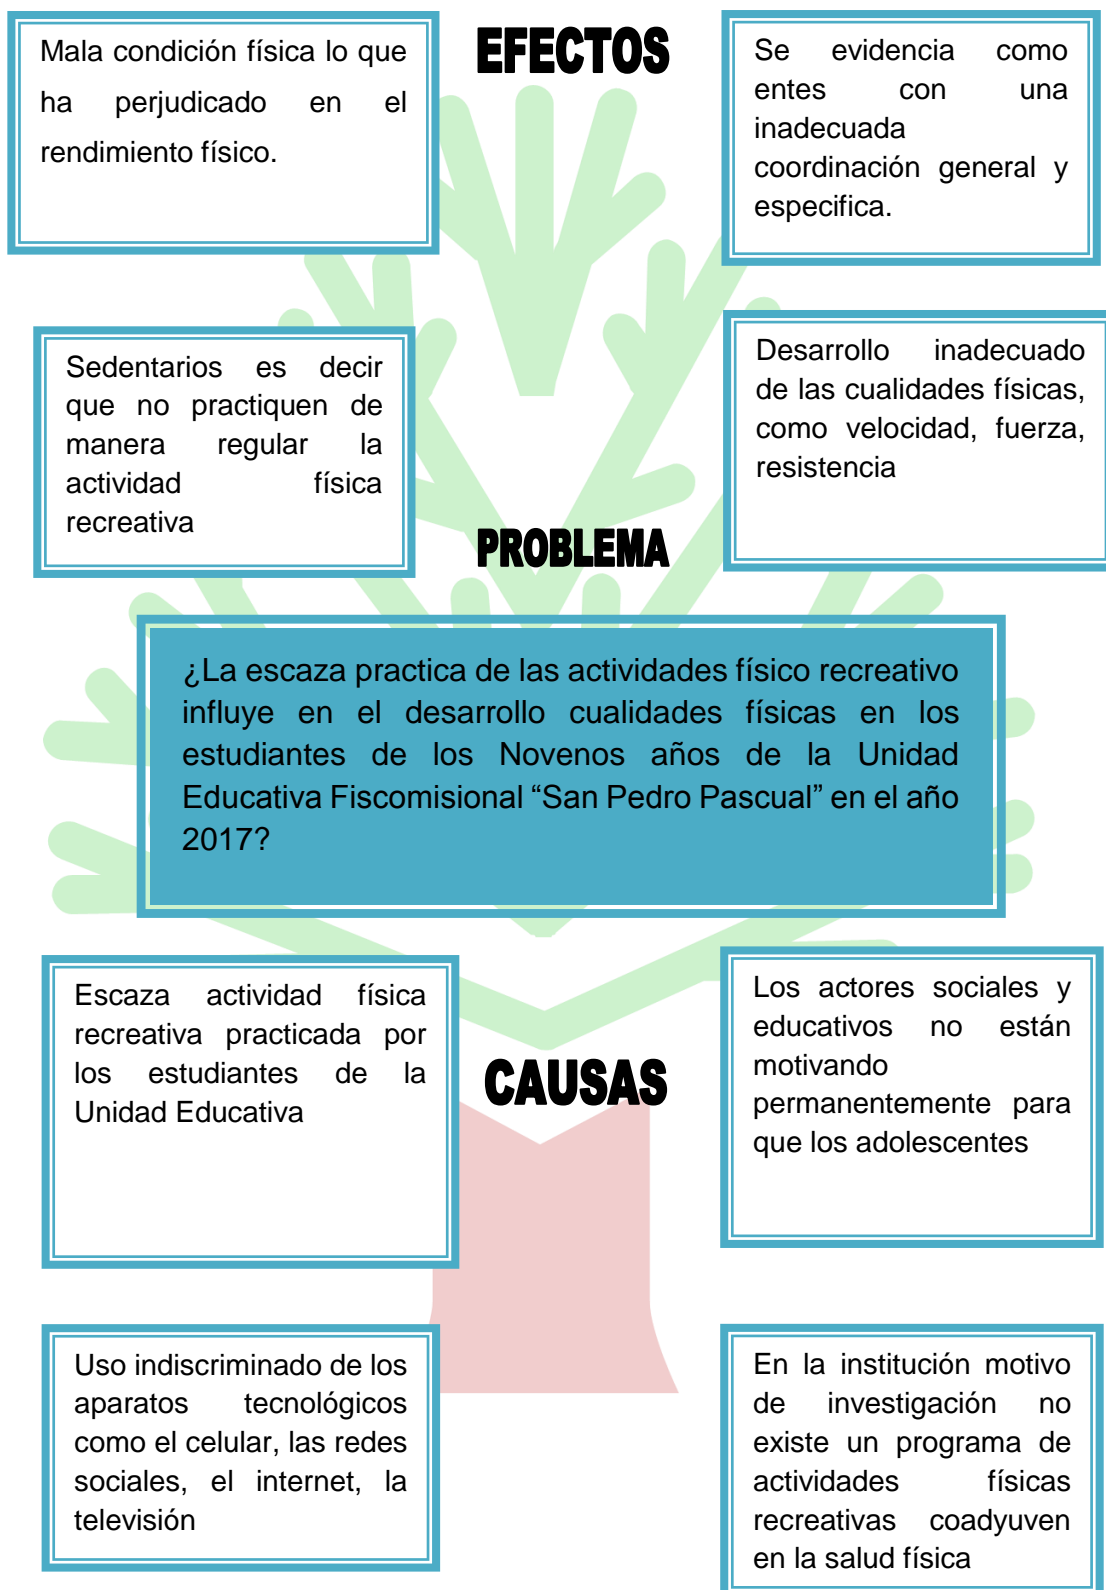 EFECTOS
Mala condición física lo que
ha perjudicado en el
rendimiento físico.
Se evidencia como
entes con una
inadecuada
coordinación general y
especifica.
Sedentarios es decir
que no practiquen de
manera regular la
actividad física
recreativa
Desarrollo inadecuado
de las cualidades físicas,
como velocidad, fuerza,
resistencia
PROBLEMA
¿La escaza practica de las actividades físico recreativo
influye en el desarrollo cualidades físicas en los
estudiantes de los Novenos años de la Unidad
Educativa Fiscomisional “San Pedro Pascual” en el año
2017?
Escaza actividad física
recreativa practicada por
los estudiantes de la
Unidad Educativa
CAUSAS
Los actores sociales y
educativos no están
motivando
permanentemente para
que los adolescentes
Uso indiscriminado de los
aparatos tecnológicos
como el celular, las redes
sociales, el internet, la
televisión
En la institución motivo
de investigación no
existe un programa de
actividades físicas
recreativas coadyuven
en la salud física